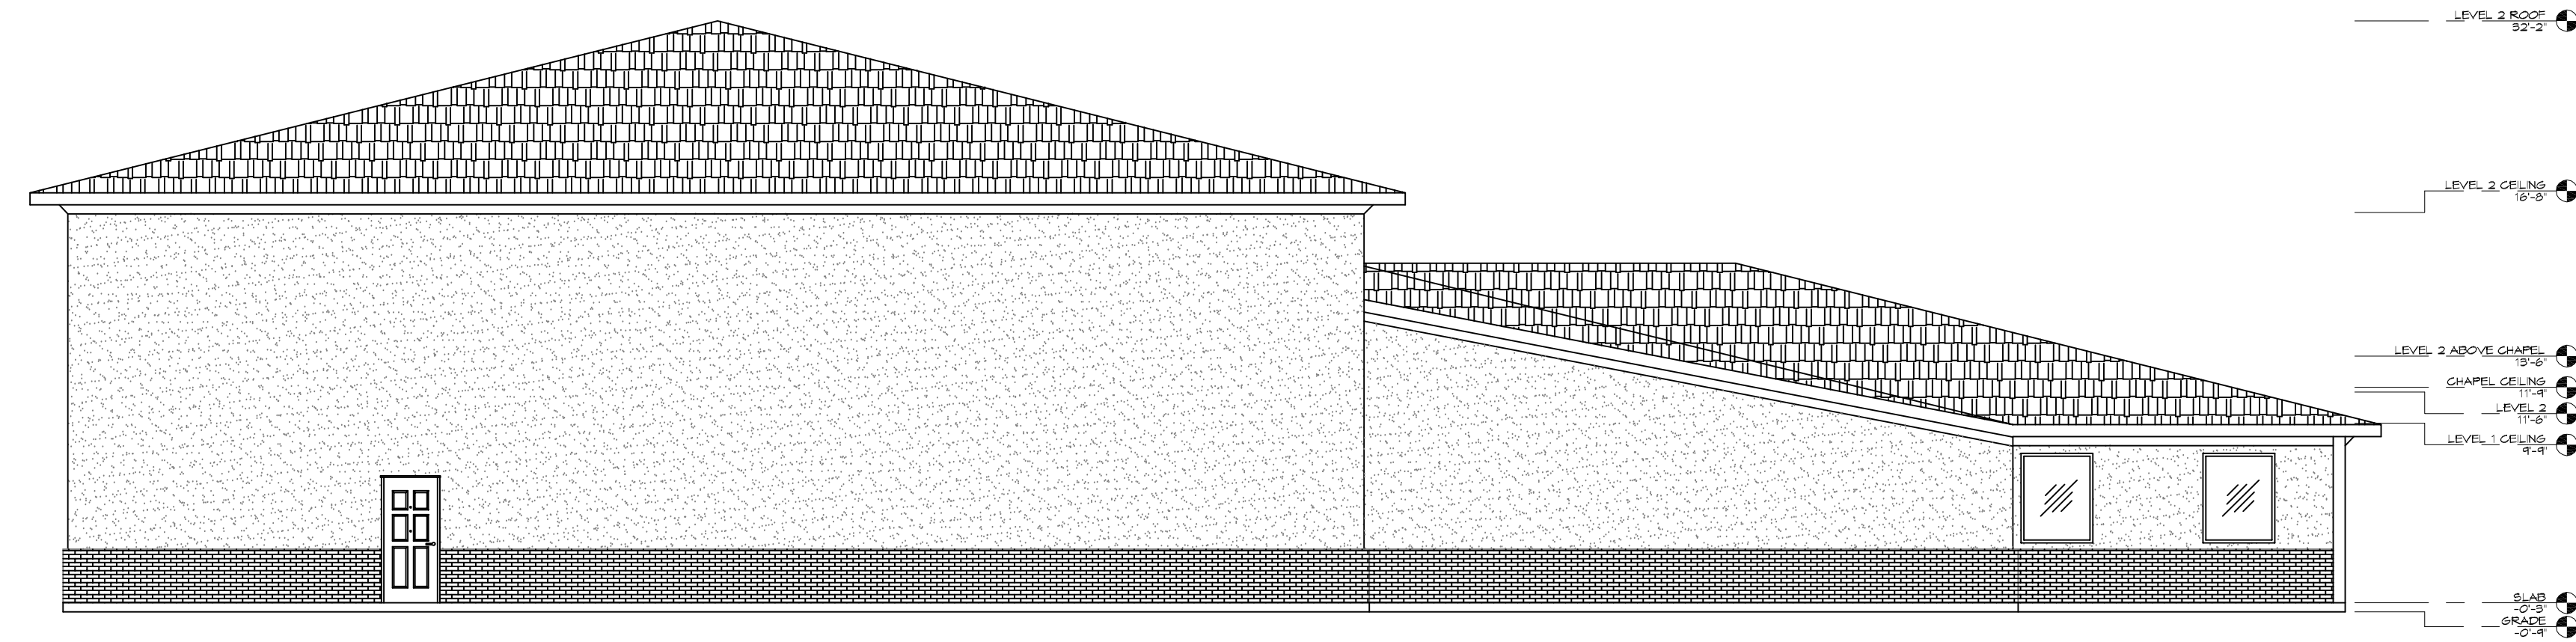 LEVEL 2 ROOF
32'-2"
LEVEL 2 CEILING
16'-8"
LEVEL 2 ABOVE CHAPEL
13'-6"
CHAPEL CEILING
11'-9"
LEVEL 2
11'-6"
LEVEL 1 CEILING
9'-9"
SLAB
-0'-3"
GRADE
-0'-9"